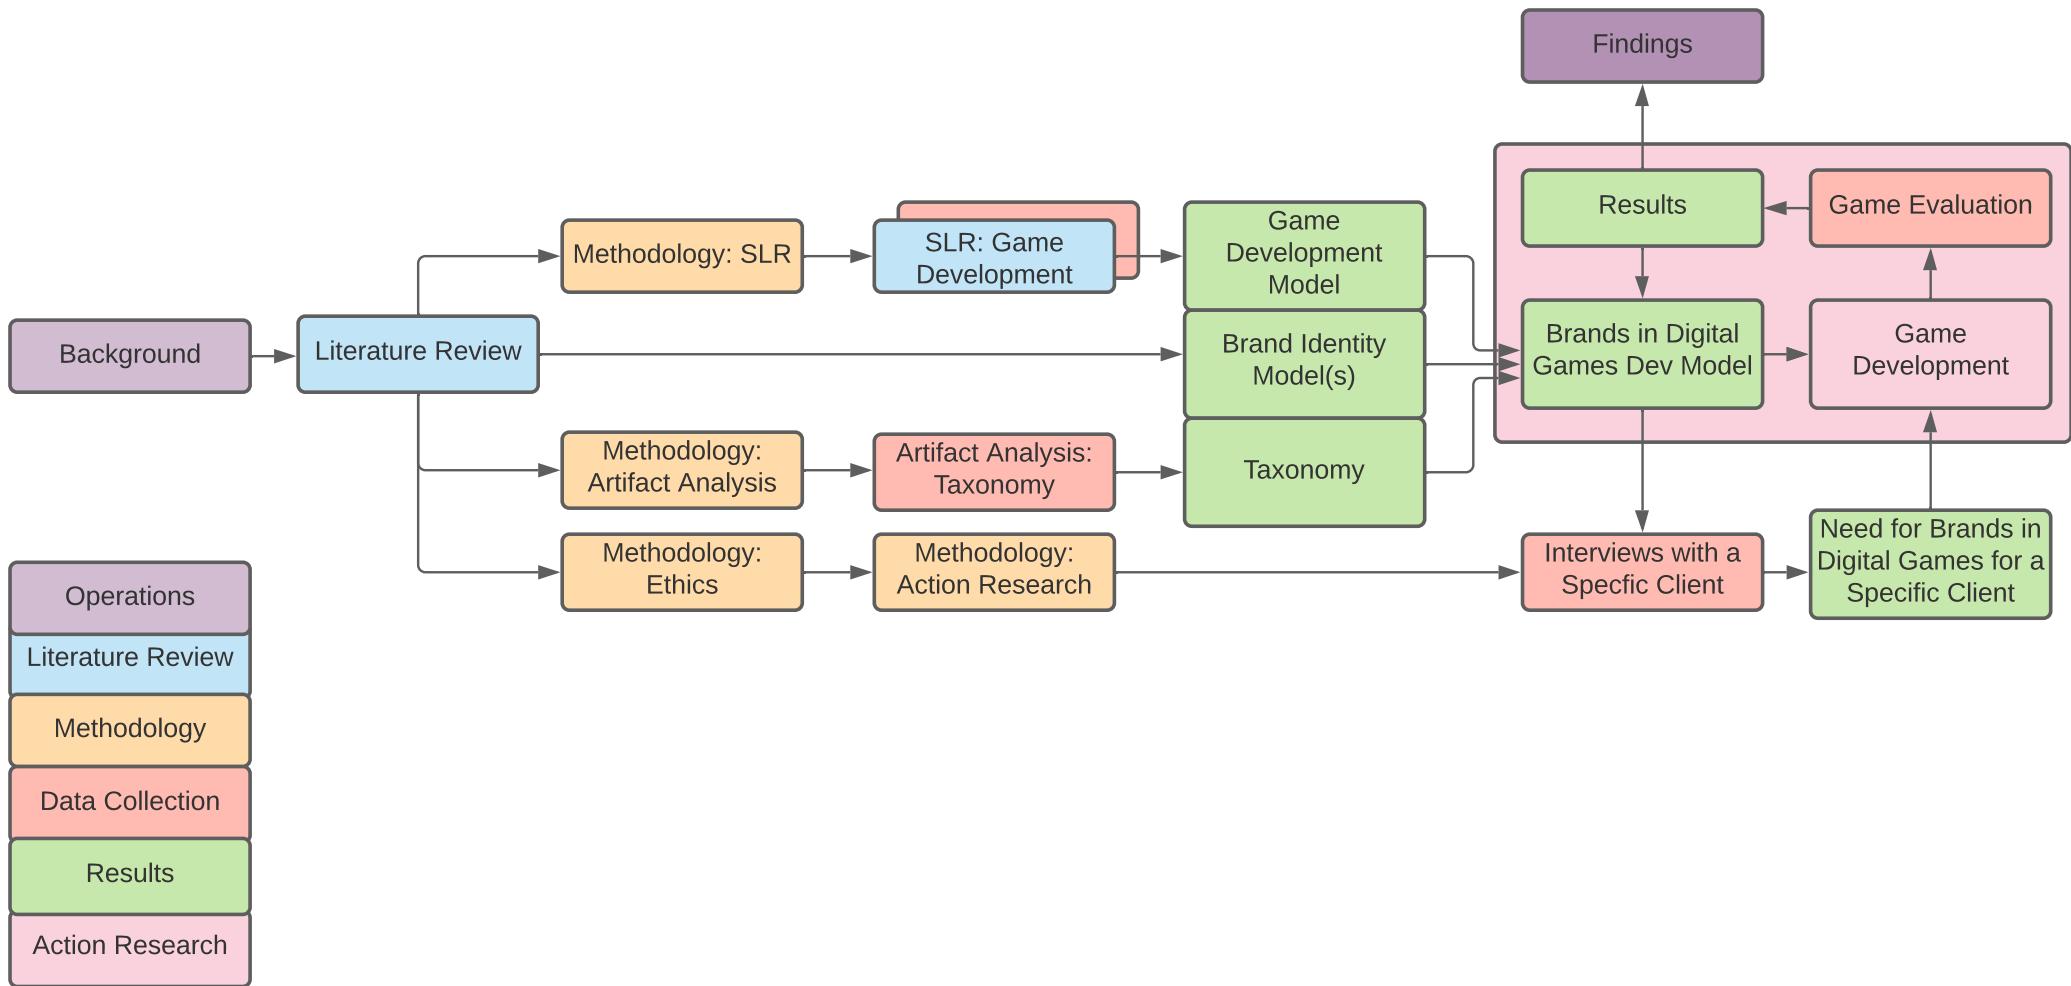 Findings
Results
Game Evaluation
Methodology: SLR
SLR: Game
Development
Game
Development
Model
Background
Literature Review
Brand Identity
Model(s)
Brands in Digital
Games Dev Model
Game
Development
Methodology:
Artifact Analysis
Artifact Analysis:
Taxonomy
Taxonomy
Methodology:
Ethics
Methodology:
Action Research
Interviews with a
Specfic Client
Need for Brands in
Digital Games for a
Specific Client
Operations
Literature Review
Methodology
Data Collection
Results
Action Research